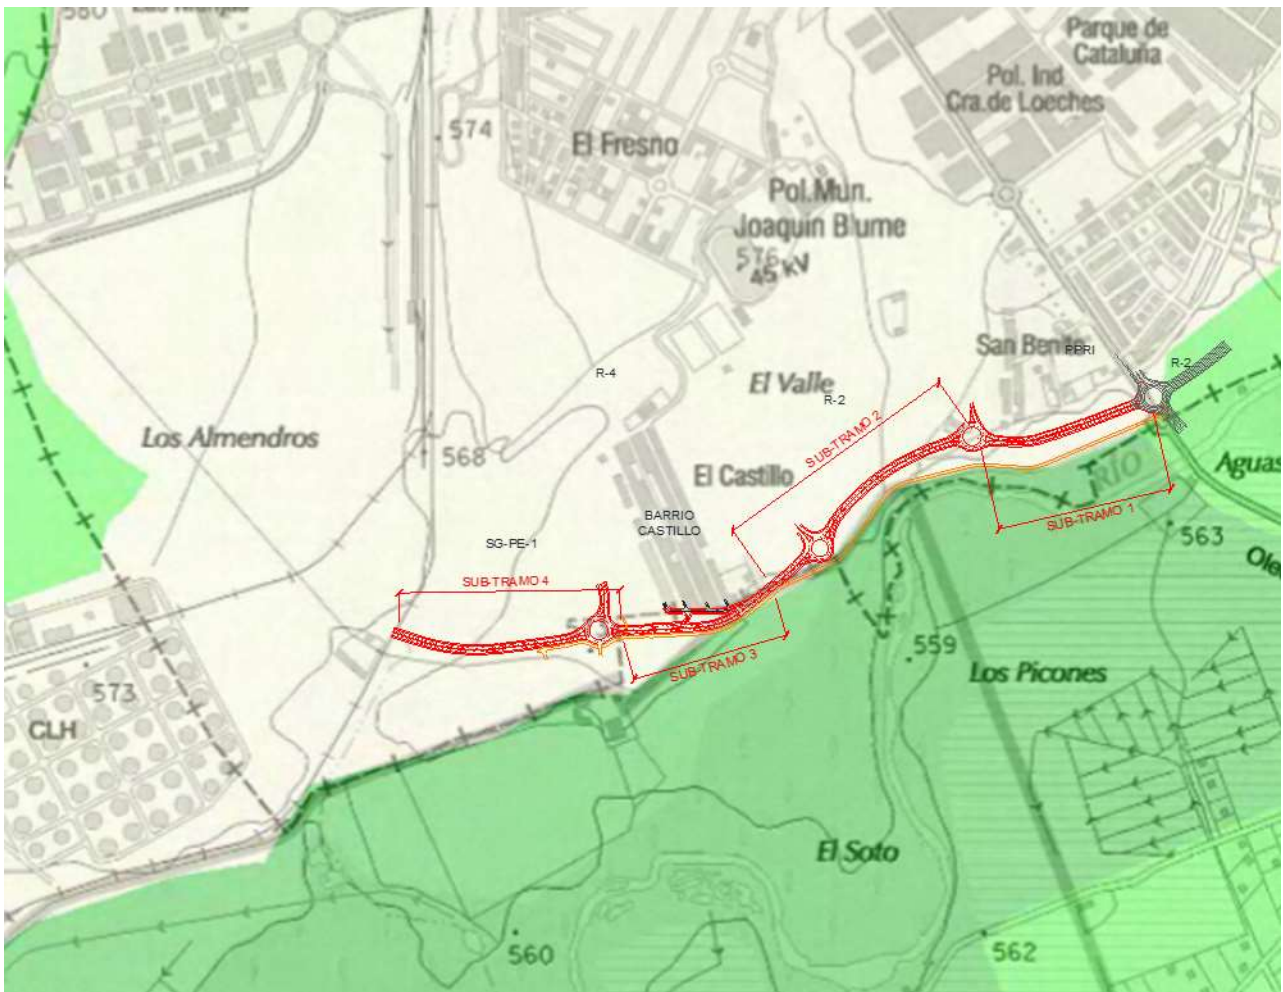 580
Parque de
Cataluña
Pol. Ind
Cra.de Loeches
574
El Fresno
Pol.Mun.
Joaquín Blume
576
45 kV
San Benito
PPRI
R-2
R-4
El Valle
R-2
Los Almendros
568
SUB-TRAMO 2
El Castillo
RÍO
Aguas
SUB-TRAMO 1
BARRIO
CASTILLO
563
SG-PE-1
SUB-TRAMO 4
559
SUB-TRAMO 3
Los Picones
573
CLH
El Soto
560
562